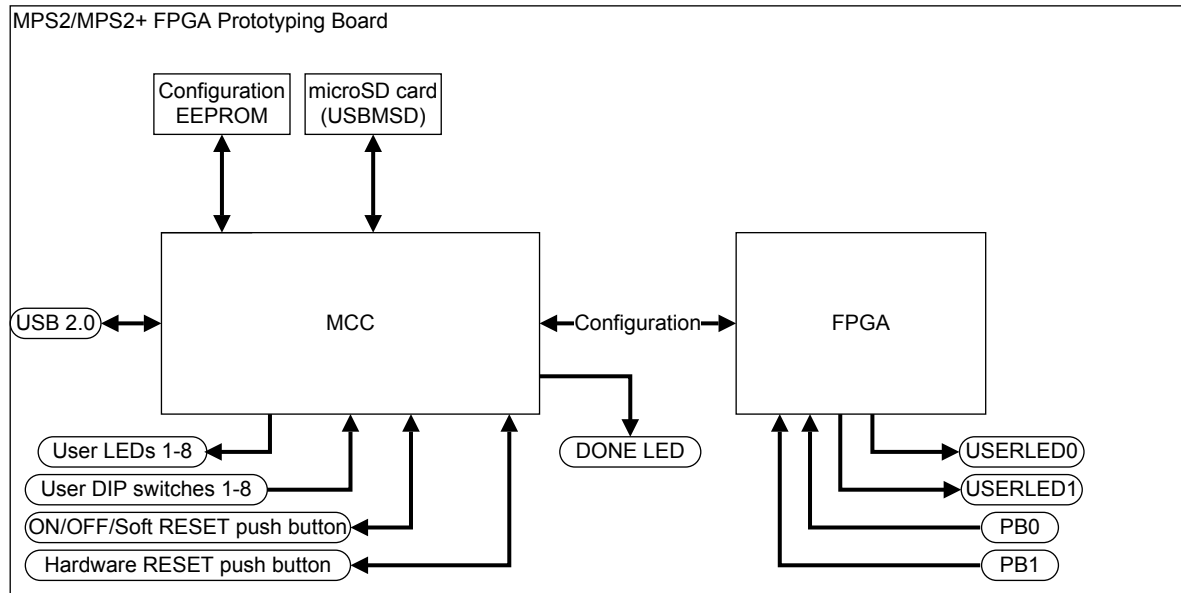 MPS2/MPS2+ FPGA Prototyping Board
Configuration
EEPROM
microSD card
(USBMSD)
USB 2.0
MCC
Configuration
FPGA
User LEDs 1-8
User DIP switches 1-8
ON/OFF/Soft RESET push button
Hardware RESET push button
DONE LED
USERLED0
USERLED1
PB0
PB1